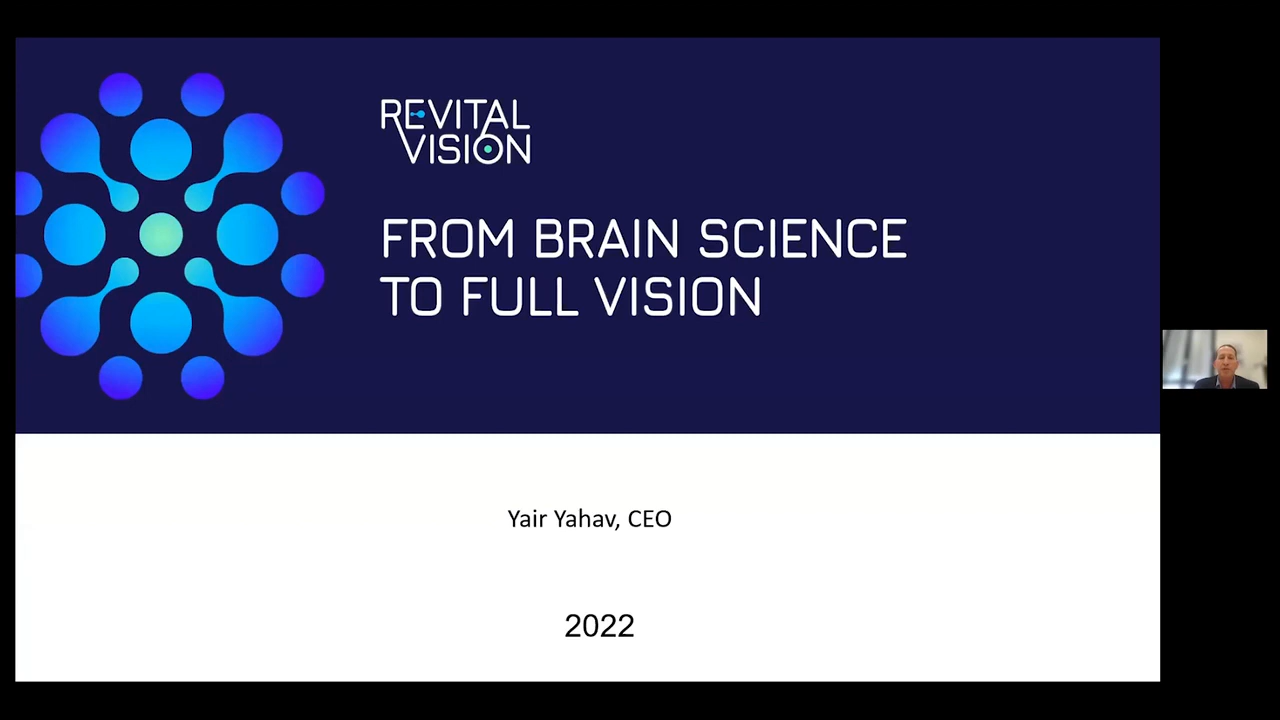 REVITAL
VISION
FROM BRAIN SCIENCE
TO FULL VISION
Yair Yahav, CEO
2022